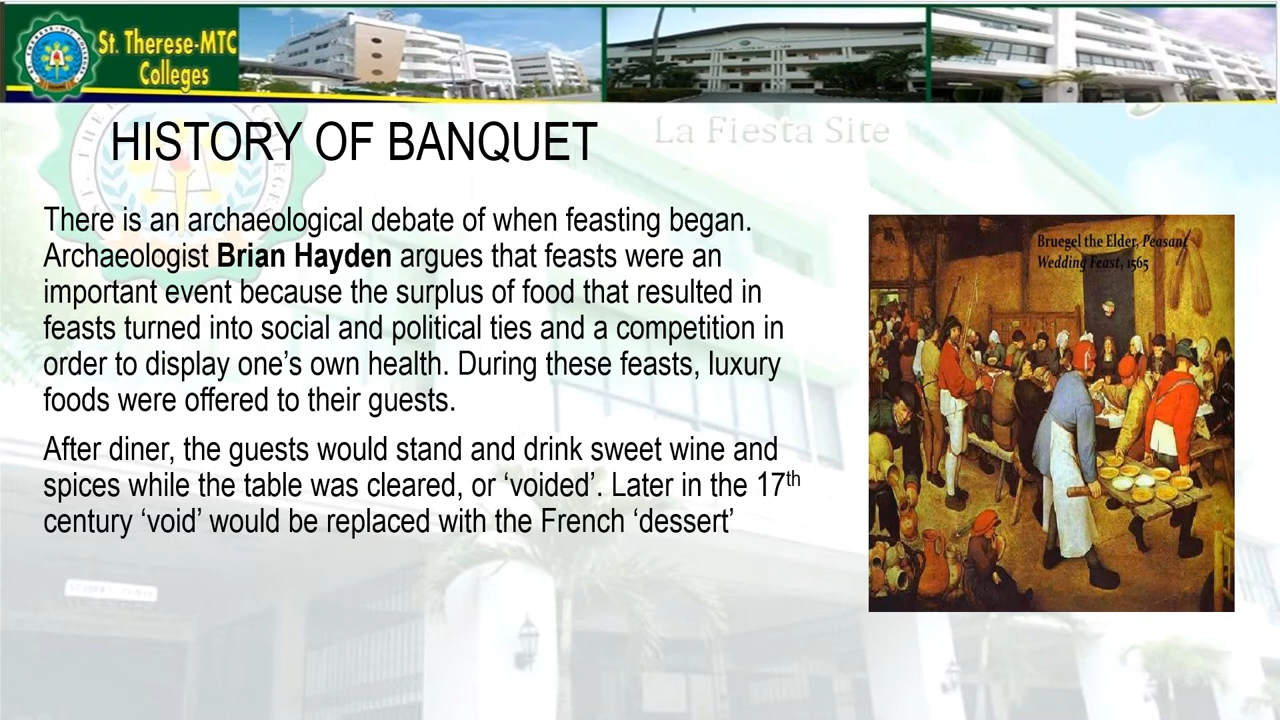 St. Therese-MTC
Colleges
HISTORY OF BANQUET
La Fiesta Site
There is an archaeological debate of when feasting began.
Archaeologist Brian Hayden argues that feasts were an
important event because the surplus of food that resulted in
feasts turned into social and political ties and a competition in
order to display one’s own health. During these feasts, luxury
foods were offered to their guests.
After diner, the guests would stand and drink sweet wine and
spices while the table was cleared, or ‘voided’. Later in the 17th
century ‘void’ would be replaced with the French ‘dessert’
Bruegel the Elder, Peasant
Wedding Feast, 1565